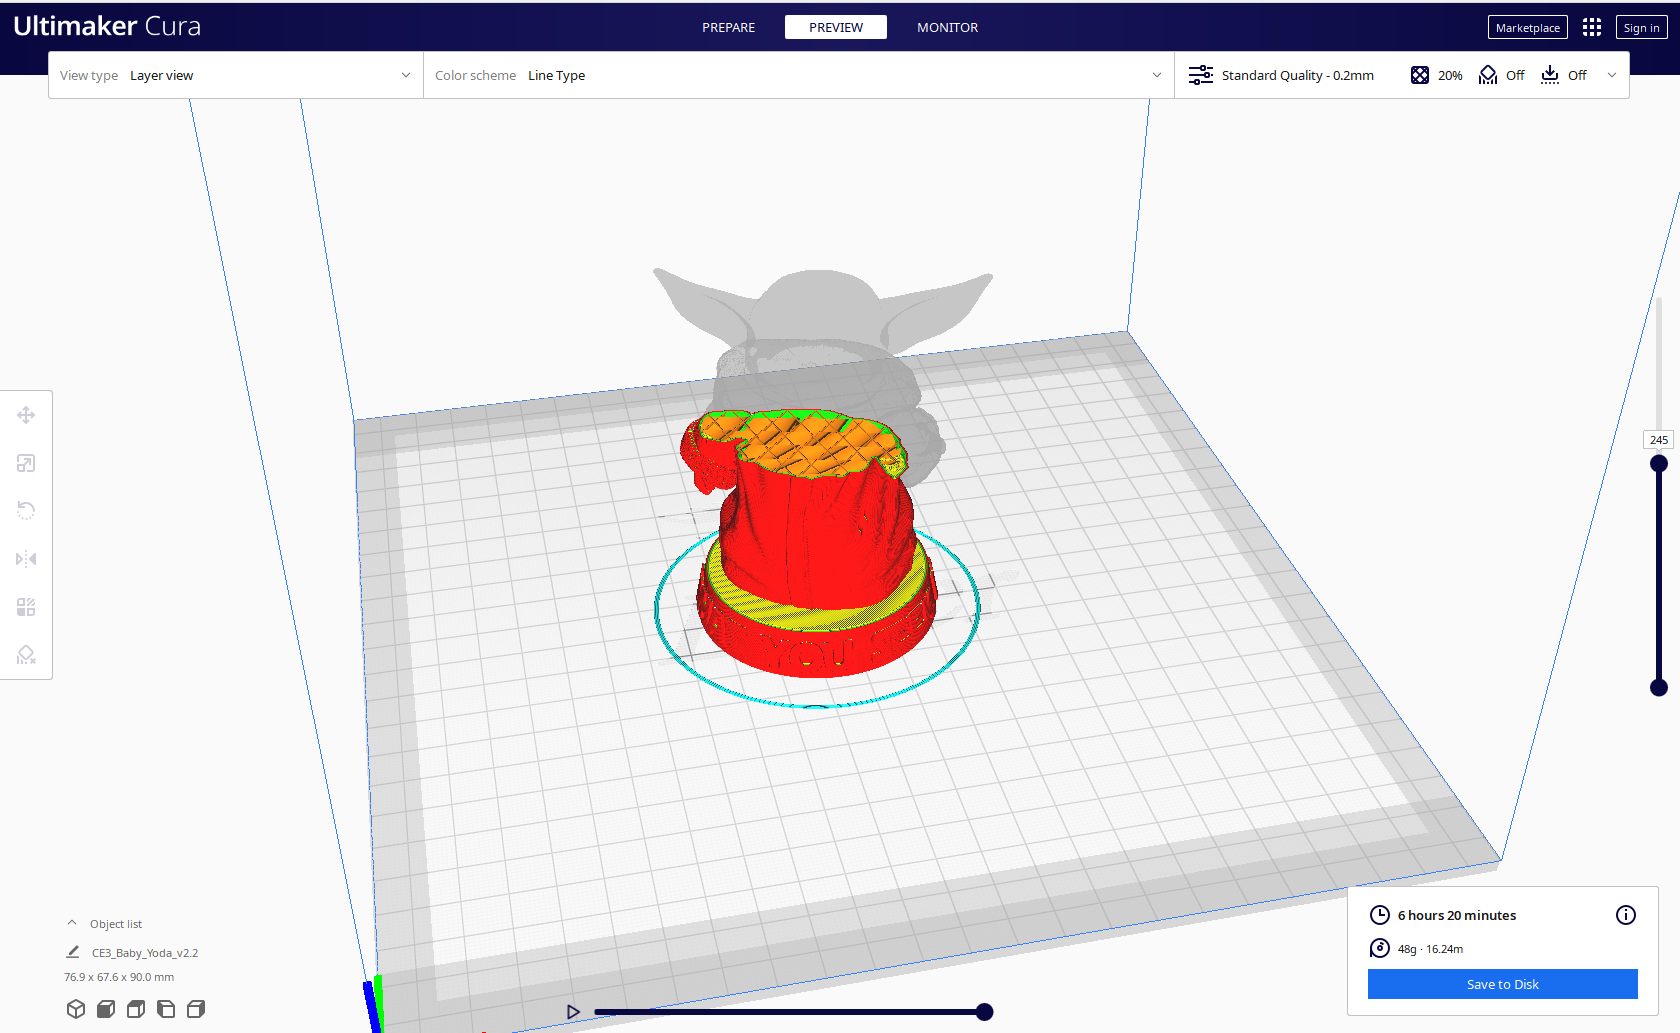 Ultimaker Cura
PREPARE PREVIEW MONITOR
Marketplace Sign in
View type Layer view Color scheme Line Type Standard Quality - 0.2mm 20% Off Off
245
YOU
Object list
CE3_Baby_Yoda_v2.2
76.9 x 67.6 x 90.0 mm
6 hours 20 minutes
48g · 16.24m
Save to Disk